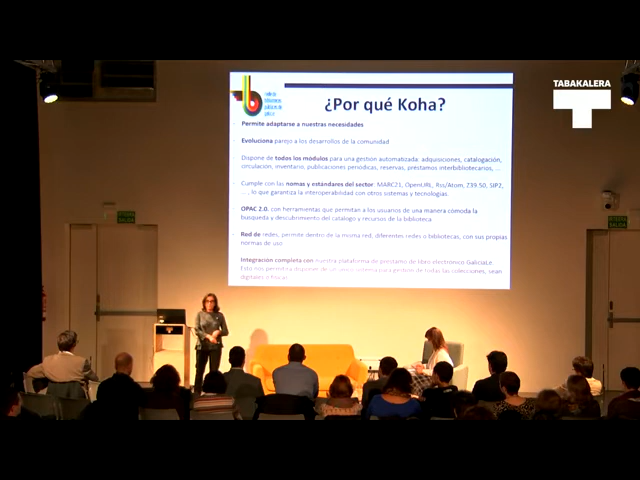 TABAKALERA
¿Por qué Koha?
Permite adaptarse a nuestras necesidades
Evoluciona parejo a los desarrollos de la comunidad
Dispone de todos los módulos para una gestión automatizada: adquisiciones, catalogación,
circulación, inventario, publicaciones periódicas, reservas, préstamos interbibliotecarios, ...
Cumple con las normas y estándares del sector: MARC21, OpenURL, Rss/Atom, Z39.50, SIP2,
..., lo que garantiza la interoperabilidad con otros sistemas y tecnologías.
OPAC 2.0. con herramientas que permitan a los usuarios de una manera cómoda la
búsqueda y descubrimiento del catálogo y recursos de la biblioteca.
Red de redes, permite dentro de la misma red, diferentes redes o bibliotecas, con sus propias
normas de uso
Integración completa con nuestra plataforma de préstamo de libro electrónico GaliciaLe.
Esto nos permitirá disponer de un único sistema para gestión de todas las colecciones, sean
digitales o físicas